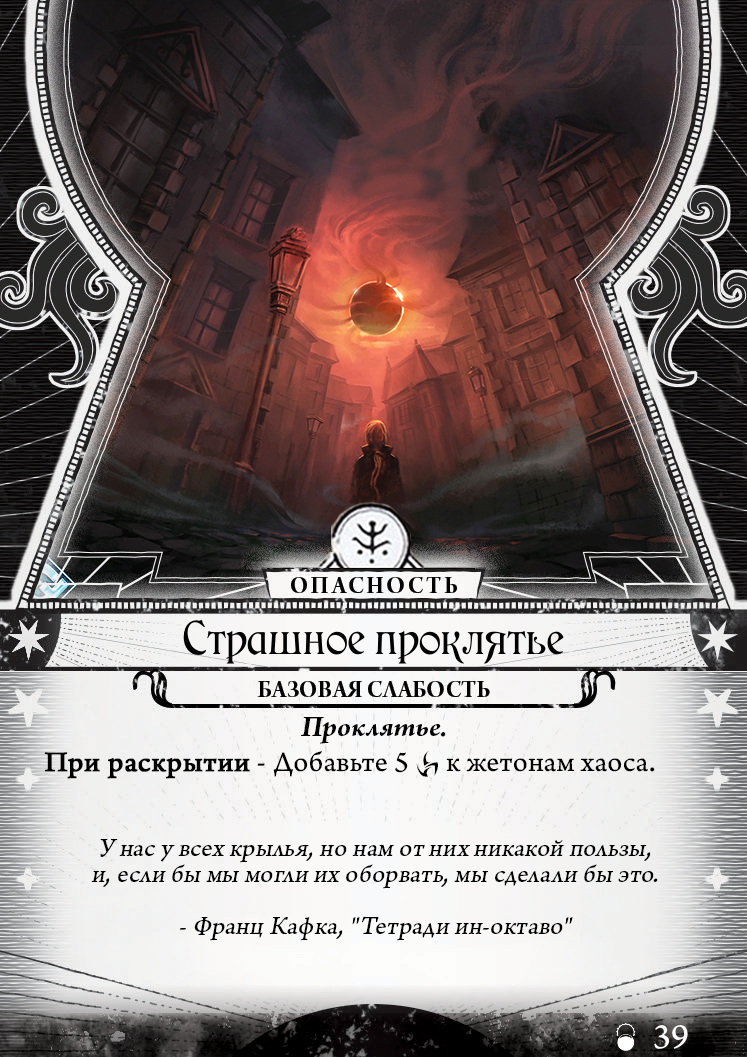 ОПАСНОСТЬ
Страшное проклятье
БАЗОВАЯ СЛАБОСТЬ
Проклятье.
При раскрытии - Добавьте 5 к жетонам хаоса.
У нас у всех крылья, но нам от них никакой пользы,
и, если бы мы могли их оборвать, мы сделали бы это.
- Франц Кафка, "Тетради ин-октаво"
39